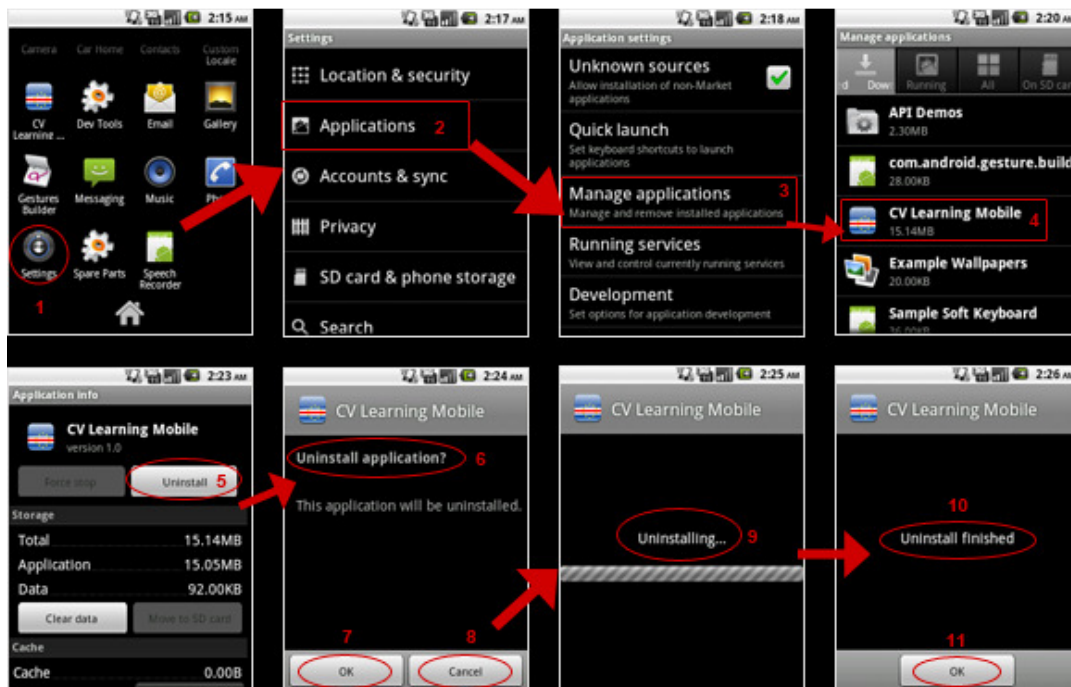 2:15 AM
Camera Car Home Contacts Custom Locale
CV Learnine ... Dev Tools Email Gallery
Gestures Builder Messaging Music
Settings Spare Parts Speech Recorder
1
2:17 AM
Settings
Location & security
Applications 2
Accounts & sync
Privacy
SD card & phone storage
Search
2:18 AM
Application settings
Unknown sources
Allow installation of non-Market
applications
Quick launch
Set keyboard shortcuts to launch
applications
Manage applications 3
Manage and remove installed applications
Running services
View and control currently running services
Development
Set options for application development
2:20 AM
Manage applications
d Dow Running All On SD car
API Demos
2.30MB
com.android.gesture.build
28.00KB
CV Learning Mobile 4
15.14MB
Example Wallpapers
20.00KB
Sample Soft Keyboard
36.00KB
2:23 AM
Application info
CV Learning Mobile
version 1.0
Force stop Uninstall 5
Storage
Total 15.14MB
Application 15.05MB
Data 92.00KB
Clear data Move to SD card
Cache
Cache 0.00B
2:24 AM
CV Learning Mobile
Uninstall application? 6
This application will be uninstalled.
7 8
OK Cancel
2:25 AM
CV Learning Mobile
Uninstalling... 9
2:26 AM
CV Learning Mobile
10
Uninstall finished
11
OK